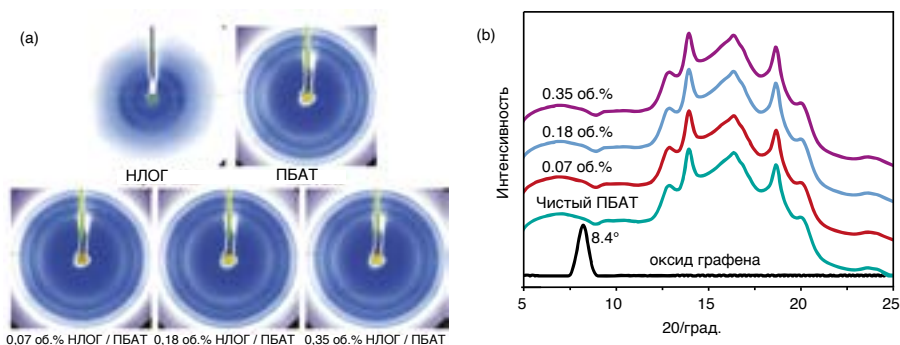 (a)
НЛОГ
ПБАТ
0,07 об.% НЛОГ / ПБАТ
0,18 об.% НЛОГ / ПБАТ
0,35 об.% НЛОГ / ПБАТ
(b)
Интенсивность
0.35 об.%
0.18 об.%
0.07 об.%
Чистый ПБАТ
8.4°
оксид графена
5
10
15
20
25
20/град.